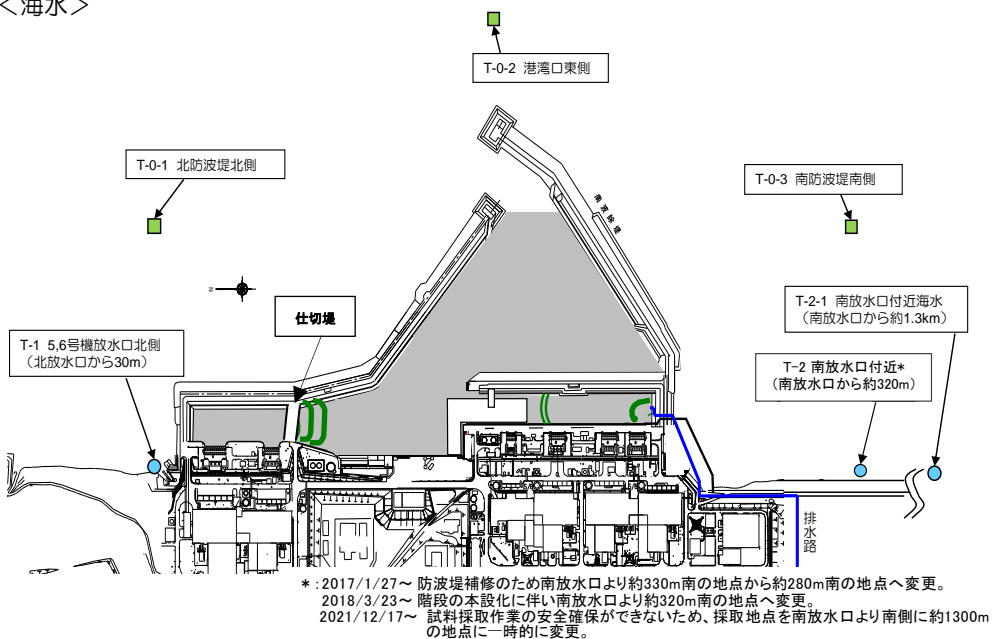 ＜海水＞
T-0-2 港湾口東側
T-0-1 北防波堤北側
T-0-3 南防波堤南側
南波除堤
N
仕切堤
T-2-1 南放水口付近海水
（南放水口から約1.3km）
T-1 5,6号機放水口北側
（北放水口から30m）
T-2 南放水口付近*
（南放水口から約320m）
排水路
*：2017/1/27～ 防波堤補修のため南放水口より約330m南の地点から約280m南の地点へ変更。
2018/3/23～ 階段の本設化に伴い南放水口より約320m南の地点へ変更。
2021/12/17～ 試料採取作業の安全確保ができないため、採取地点を南放水口より南側に約1300m
の地点に一時的に変更。